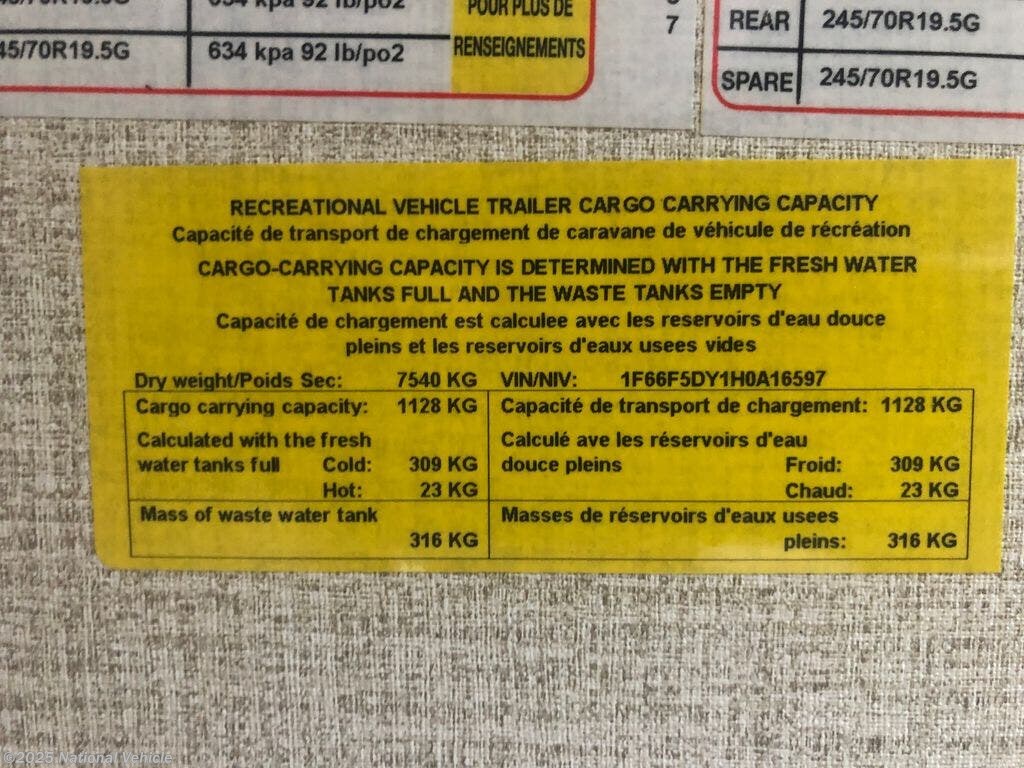 634 kpa 92 lb/po2
POUR PLUS DE
45/70R19.5G 634 kpa 92 lb/po2 RENSEIGNEMENTS
7
REAR 245/70R19.5G
SPARE 245/70R19.5G
RECREATIONAL VEHICLE TRAILER CARGO CARRYING CAPACITY
Capacité de transport de chargement de caravane de véhicule de récréation
CARGO-CARRYING CAPACITY IS DETERMINED WITH THE FRESH WATER
TANKS FULL AND THE WASTE TANKS EMPTY
Capacité de chargement est calculee avec les reservoirs d'eau douce
pleins et les reservoirs d'eaux usees vides
Dry weight/Poids Sec: 7540 KG VIN/NIV: 1F66F5DY1H0A16597
Cargo carrying capacity: 1128 KG Capacité de transport de chargement: 1128 KG
Calculated with the fresh Calculé ave les réservoirs d'eau
water tanks full Cold: 309 KG douce pleins Froid: 309 KG
Hot: 23 KG Chaud: 23 KG
Mass of waste water tank Masses de réservoirs d'eaux usees
316 KG pleins: 316 KG
©2025 National Vehicle